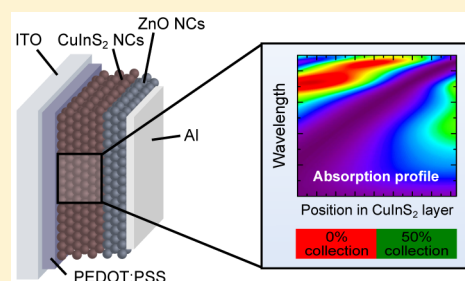 ITO
CuInS₂ NCs
ZnO NCs
Al
PEDOT:PSS
Wavelength
Absorption profile
Position in CuInS₂ layer
0%
collection
50%
collection